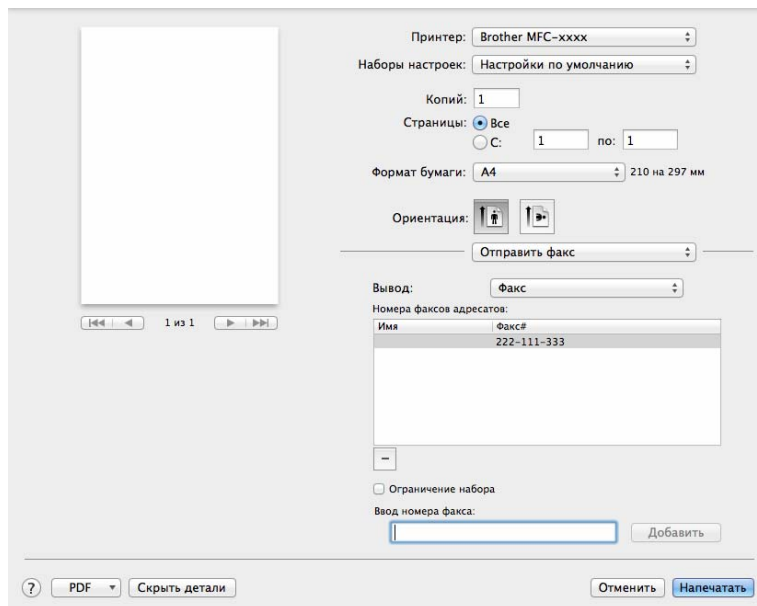 Принтер: Brother MFC-xxxx
Наборы настроек: Настройки по умолчанию
Копий: 1
Страницы: Все
С: 1 по: 1
Формат бумаги: A4 210 на 297 мм
Ориентация:
Отправить факс
Вывод: Факс
Номера факсов адресатов:
Имя Факс#
222-111-333
1 из 1
–
Ограничение набора
Ввод номера факса:
Добавить
? PDF Скрыть детали Отменить Напечатать